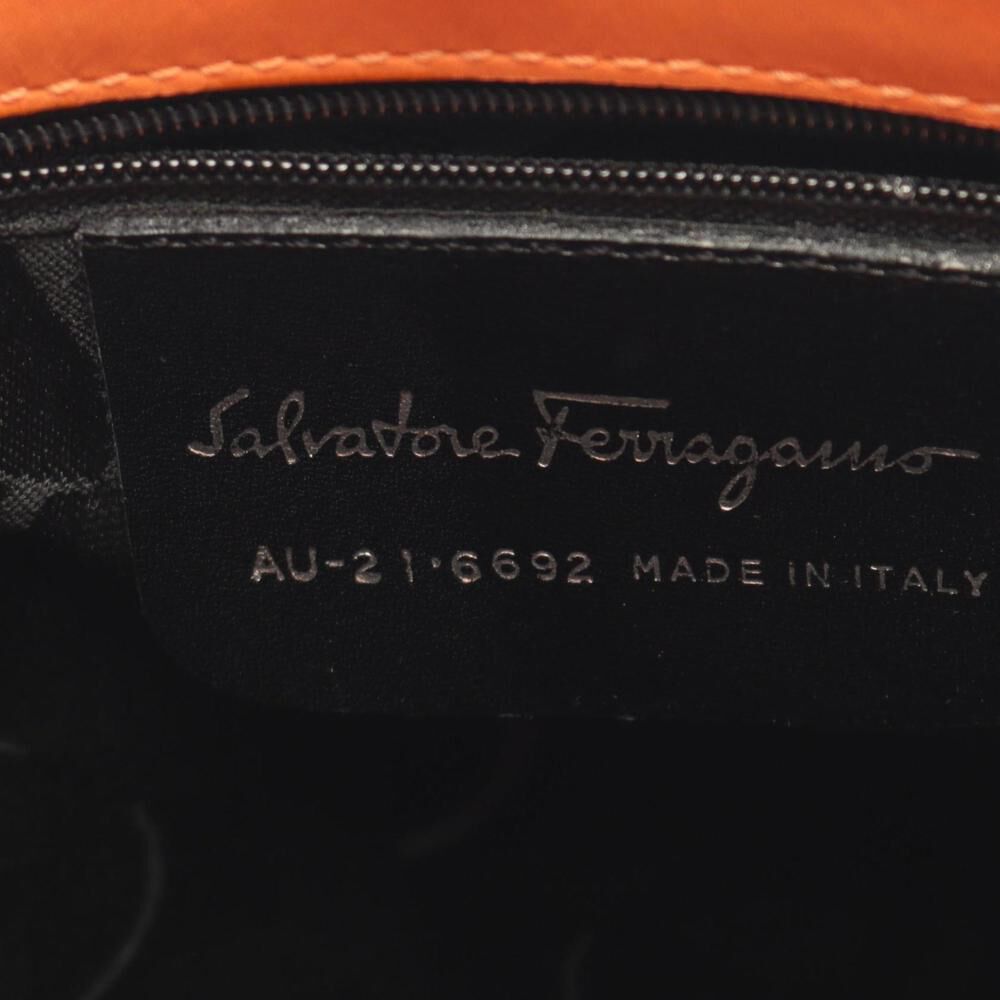 Salvatore Ferragamo
AU-21·6692 MADE IN ITALY